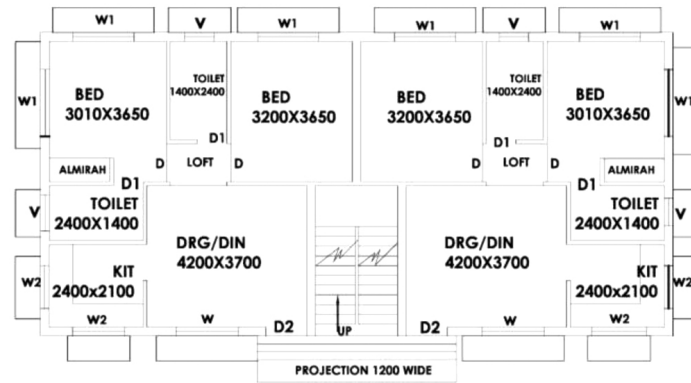 W1
V
W1
W1
V
W1
W1
BED
3010X3650
TOILET
1400X2400
BED
3200X3650
BED
3200X3650
TOILET
1400X2400
BED
3010X3650
W1
D1
D1
ALMIRAH
D
LOFT
D
D
LOFT
D
ALMIRAH
D1
D1
V
TOILET
2400X1400
TOILET
2400X1400
V
DRG/DIN
4200X3700
DRG/DIN
4200X3700
W2
KIT
2400x2100
KIT
2400x2100
W2
W2
W
D2
UP
D2
W
W2
PROJECTION 1200 WIDE